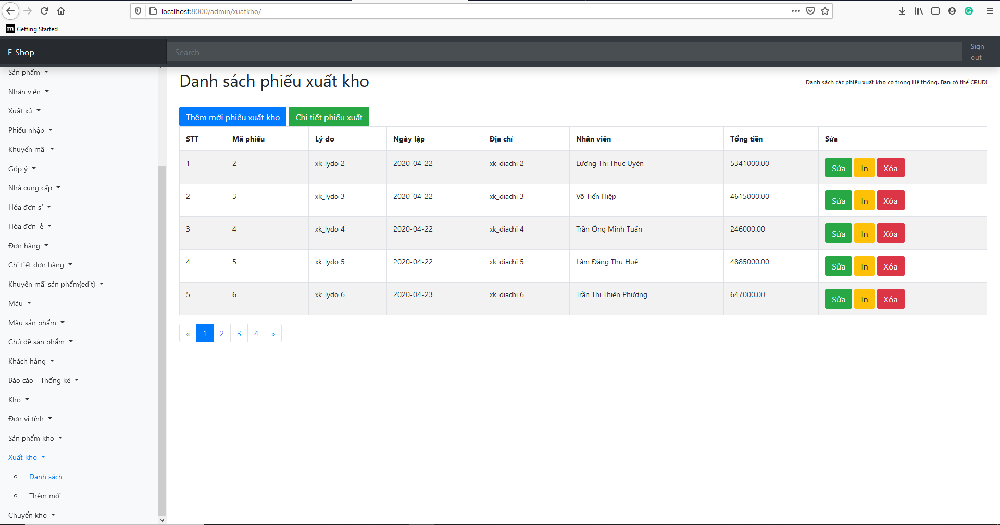 localhost:8000/admin/xuatkho/
m Getting Started
F-Shop
Search
Sign out
Sản phẩm
Nhân viên
Xuất xứ
Phiếu nhập
Khuyến mãi
Góp ý
Nhà cung cấp
Hóa đơn sỉ
Hóa đơn lẻ
Đơn hàng
Chi tiết đơn hàng
Khuyến mãi sản phẩm{edit}
Màu
Màu sản phẩm
Chủ đề sản phẩm
Khách hàng
Báo cáo - Thống kê
Kho
Đơn vị tính
Sản phẩm kho
Xuất kho
Danh sách
Thêm mới
Chuyển kho
Danh sách phiếu xuất kho
Danh sách các phiếu xuất kho có trong Hệ thống. Bạn có thể CRUD!
Thêm mới phiếu xuất kho Chi tiết phiếu xuất
STT Mã phiếu Lý do Ngày lập Địa chỉ Nhân viên Tổng tiền Sửa
1 2 xk_lydo 2 2020-04-22 xk_diachi 2 Lương Thị Thục Uyên 5341000.00 Sửa In Xóa
2 3 xk_lydo 3 2020-04-22 xk_diachi 3 Võ Tiến Hiệp 4615000.00 Sửa In Xóa
3 4 xk_lydo 4 2020-04-22 xk_diachi 4 Trần Ông Minh Tuấn 246000.00 Sửa In Xóa
4 5 xk_lydo 5 2020-04-22 xk_diachi 5 Lâm Đặng Thu Huệ 4885000.00 Sửa In Xóa
5 6 xk_lydo 6 2020-04-23 xk_diachi 6 Trần Thị Thiên Phương 647000.00 Sửa In Xóa
« 1 2 3 4 »